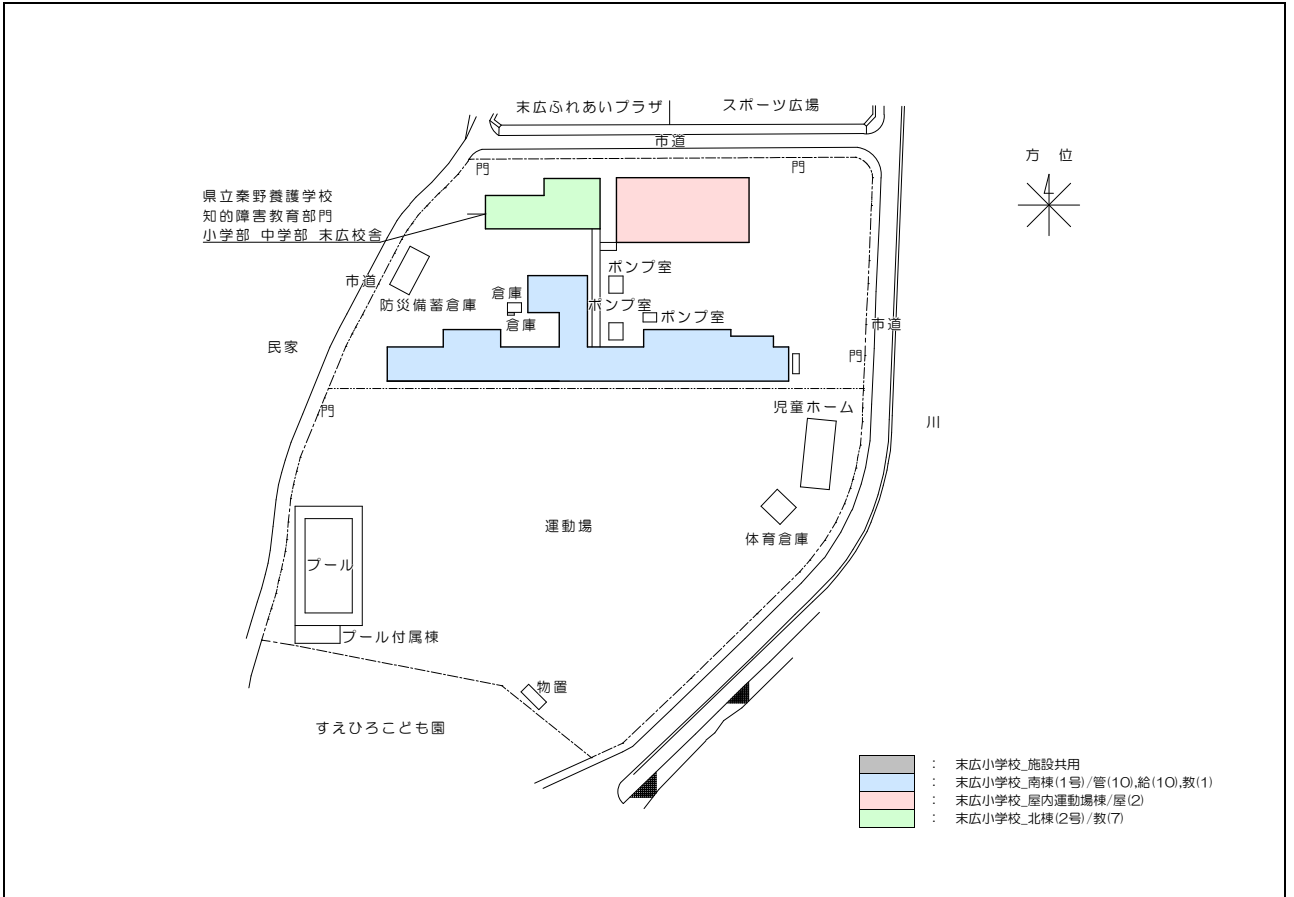 末広ふれあいプラザ
スポーツ広場
市道
方 位
門
門
県立秦野養護学校
知的障害教育部門
小学部 中学部 末広校舎
ポンプ室
市道
防災備蓄倉庫
倉庫
ポンプ室
倉庫
ポンプ室
市道
民家
門
門
児童ホーム
川
運動場
体育倉庫
プール
プール付属棟
物置
すえひろこども園
： 末広小学校_施設共用
： 末広小学校_南棟(1号)/管(10),給(10),教(1)
： 末広小学校_屋内運動場棟/屋(2)
： 末広小学校_北棟(2号)/教(7)